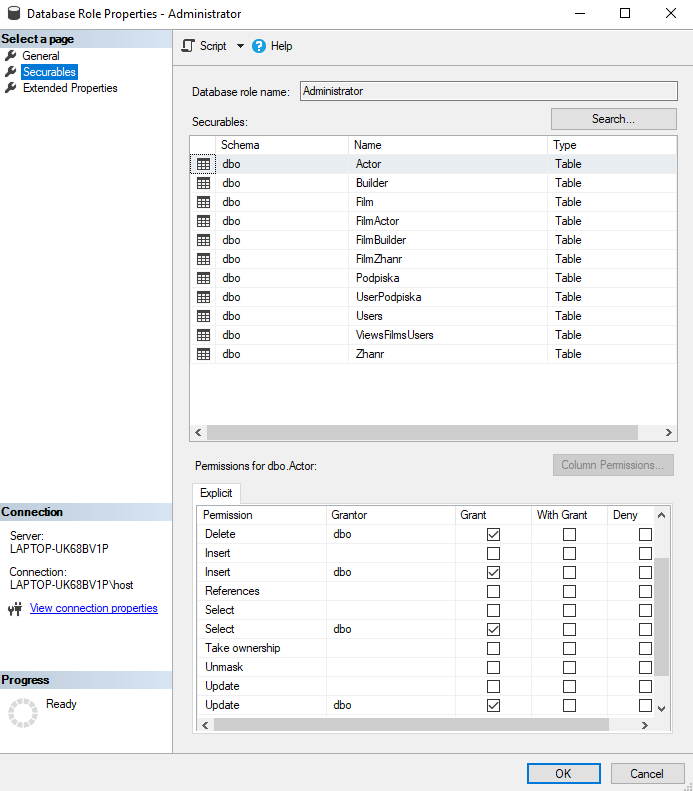 Database Role Properties - Administrator
Select a page
General
Securables
Extended Properties
Script
Help
Database role name:
Administrator
Securables:
Search...
Schema Name Type
dbo Actor Table
dbo Builder Table
dbo Film Table
dbo FilmActor Table
dbo FilmBuilder Table
dbo FilmZhanr Table
dbo Podpiska Table
dbo UserPodpiska Table
dbo Users Table
dbo ViewsFilmsUsers Table
dbo Zhanr Table
Permissions for dbo.Actor:
Column Permissions...
Explicit
Permission Grantor Grant With Grant Deny
Delete dbo
Insert
Insert dbo
References
Select
Select dbo
Take ownership
Unmask
Update
Update dbo
Connection
Server:
LAPTOP-UK68BV1P
Connection:
LAPTOP-UK68BV1P\host
View connection properties
Progress
Ready
OK
Cancel